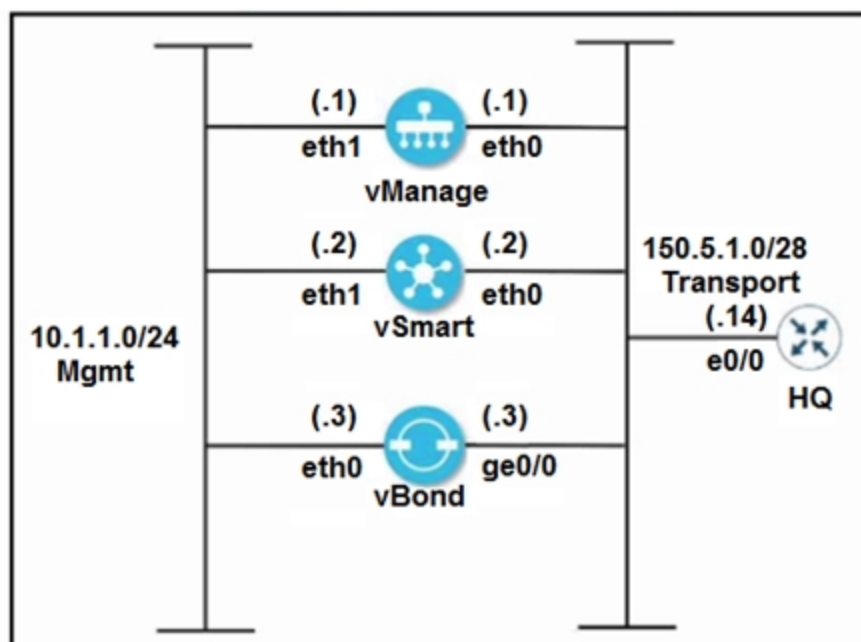 (.1)
(.1)
eth1
eth0
vManage
(.2)
(.2)
150.5.1.0/28
Transport
eth1
eth0
vSmart
(.14)
10.1.1.0/24
Mgmt
e0/0
HQ
(.3)
(.3)
eth0
ge0/0
vBond